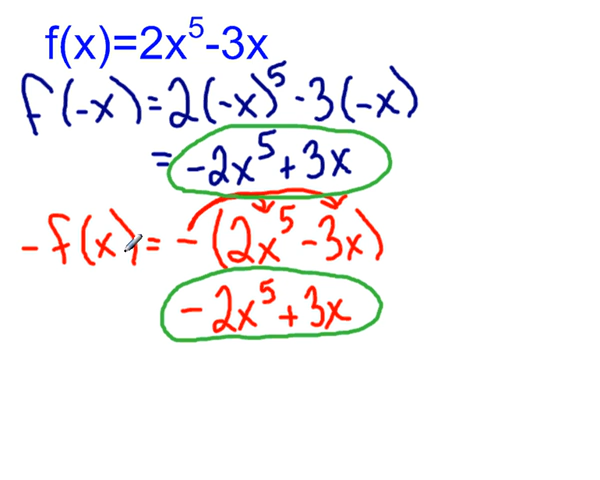 f(x)=2x⁵-3x
f(-x)=2(-x)⁵-3(-x)
=-2x⁵+3x
-f(x)=-(2x⁵-3x)
-2x⁵+3x